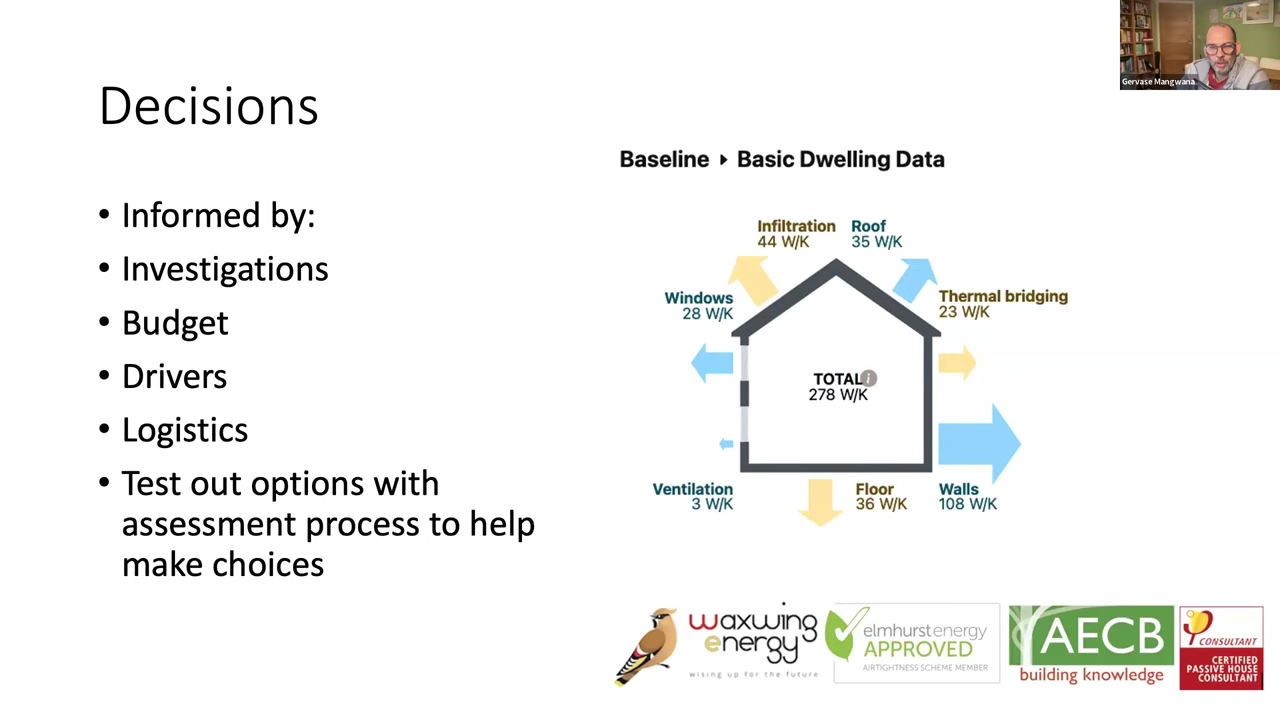 Gervase Mangwana
Decisions
• Informed by:
• Investigations
• Budget
• Drivers
• Logistics
• Test out options with
assessment process to help
make choices
Baseline ▸ Basic Dwelling Data
Infiltration
44 W/K
Roof
35 W/K
Windows
28 W/K
Thermal bridging
23 W/K
TOTAL i
278 W/K
Ventilation
3 W/K
Floor
36 W/K
Walls
108 W/K
waxwing
energy
wising up for the future
elmhurst energy
APPROVED
AIRTIGHTNESS SCHEME MEMBER
AECB
building knowledge
CONSULTANT
CERTIFIED
PASSIVE HOUSE
CONSULTANT